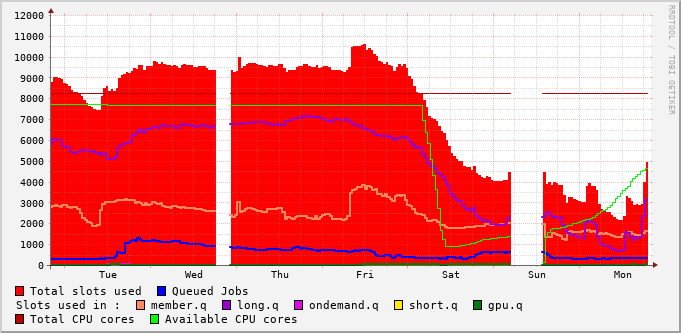 12000
11000
10000
9000
8000
7000
6000
5000
4000
3000
2000
1000
0
Tue Wed Thu Fri Sat Sun Mon
Total slots used Queued Jobs
Slots used in : member.q long.q ondemand.q short.q gpu.q
Total CPU cores Available CPU cores
RRDTOOL / TOBI OETIKER